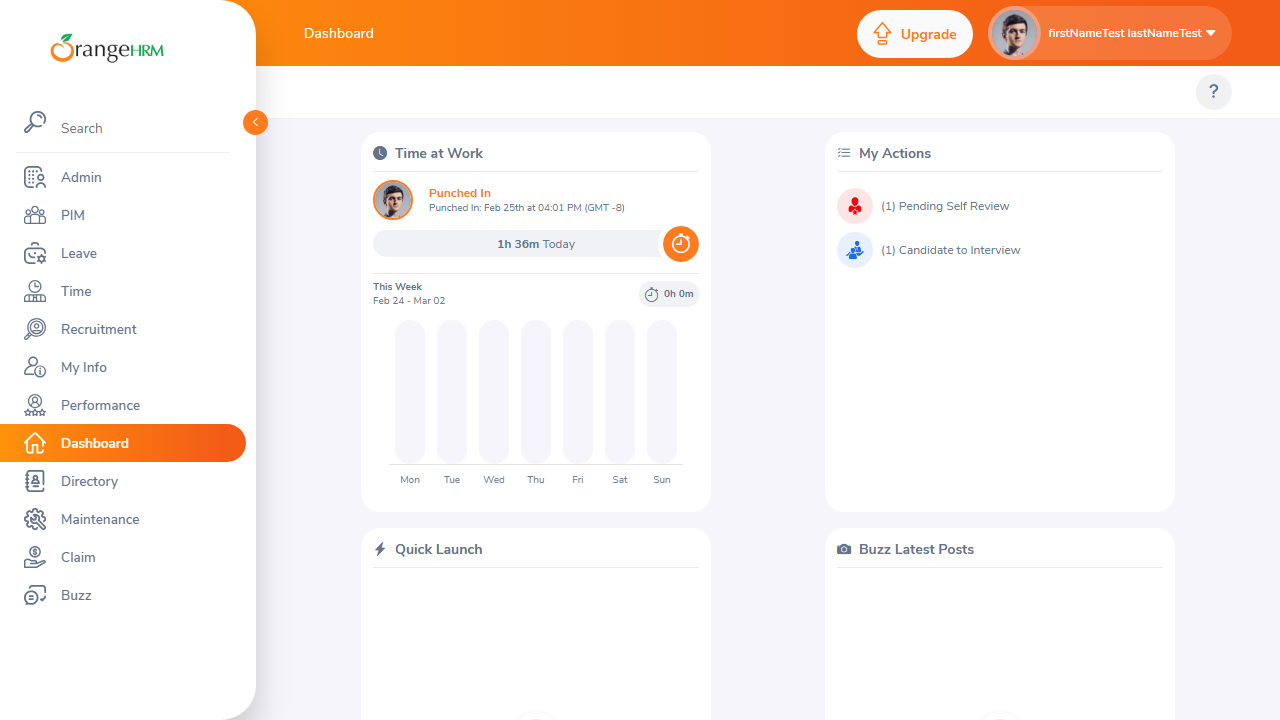 OrangeHRM
Search
Admin
PIM
Leave
Time
Recruitment
My Info
Performance
Dashboard
Directory
Maintenance
Claim
Buzz
Dashboard
Upgrade
firstNameTest lastNameTest
?
Time at Work
Punched In
Punched In: Feb 25th at 04:01 PM (GMT -8)
1h 36m Today
This Week
Feb 24 - Mar 02
0h 0m
Mon Tue Wed Thu Fri Sat Sun
My Actions
(1) Pending Self Review
(1) Candidate to Interview
Quick Launch
Buzz Latest Posts